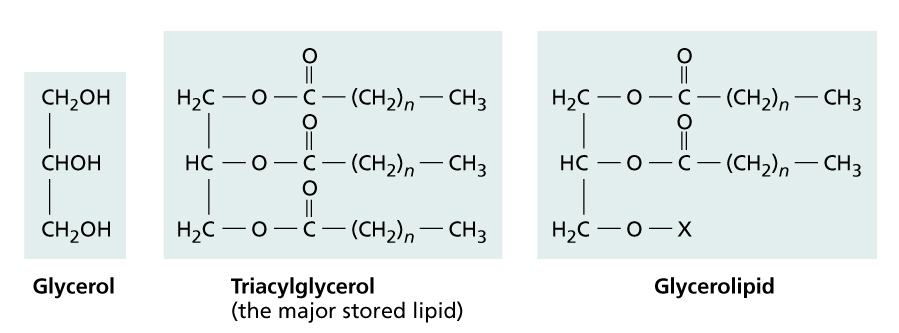 O O
CH₂OH H₂C — O — C — (CH₂)n — CH₃ H₂C — O — C — (CH₂)n — CH₃
O O
CHOH HC — O — C — (CH₂)n — CH₃ HC — O — C — (CH₂)n — CH₃
O
CH₂OH H₂C — O — C — (CH₂)n — CH₃ H₂C — O — X
Glycerol Triacylglycerol Glycerolipid
(the major stored lipid)